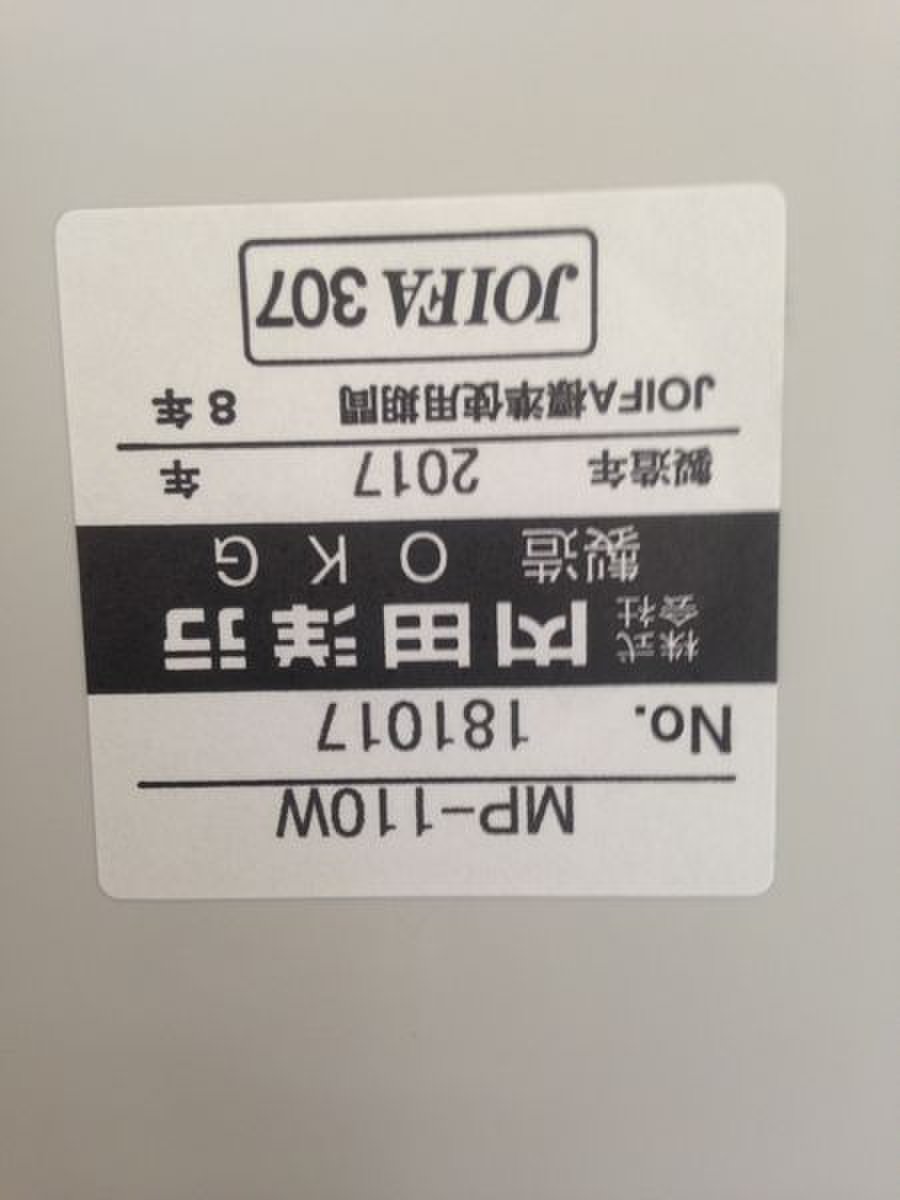 MP-110W
No. 181017
株式会社 内田洋行
製造 OKG
製造年 2017 年
JOIFA標準使用期間 8年
JOIFA 307